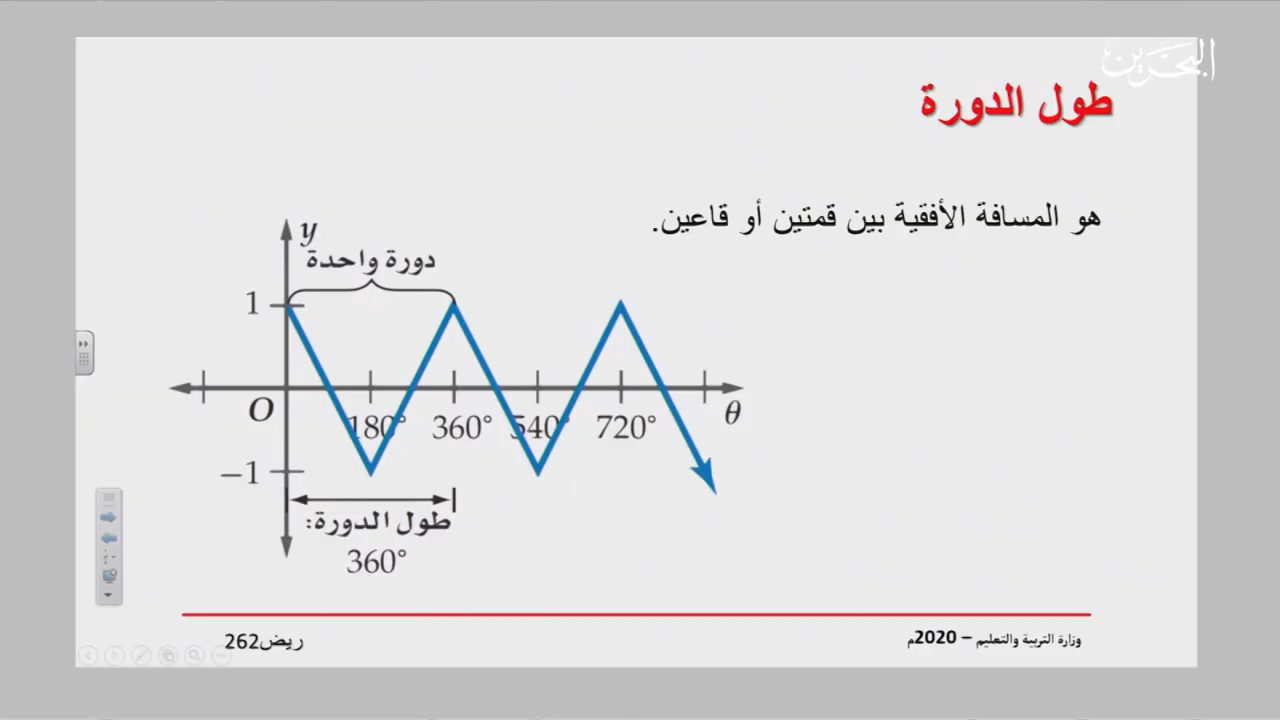 البحرين
طول الدورة
هو المسافة الأفقية بين قمتين أو قاعين.
y
دورة واحدة
1
O
180°
360°
540°
720°
θ
−1
طول الدورة:
360°
وزارة التربية والتعليم – 2020م
ريض262